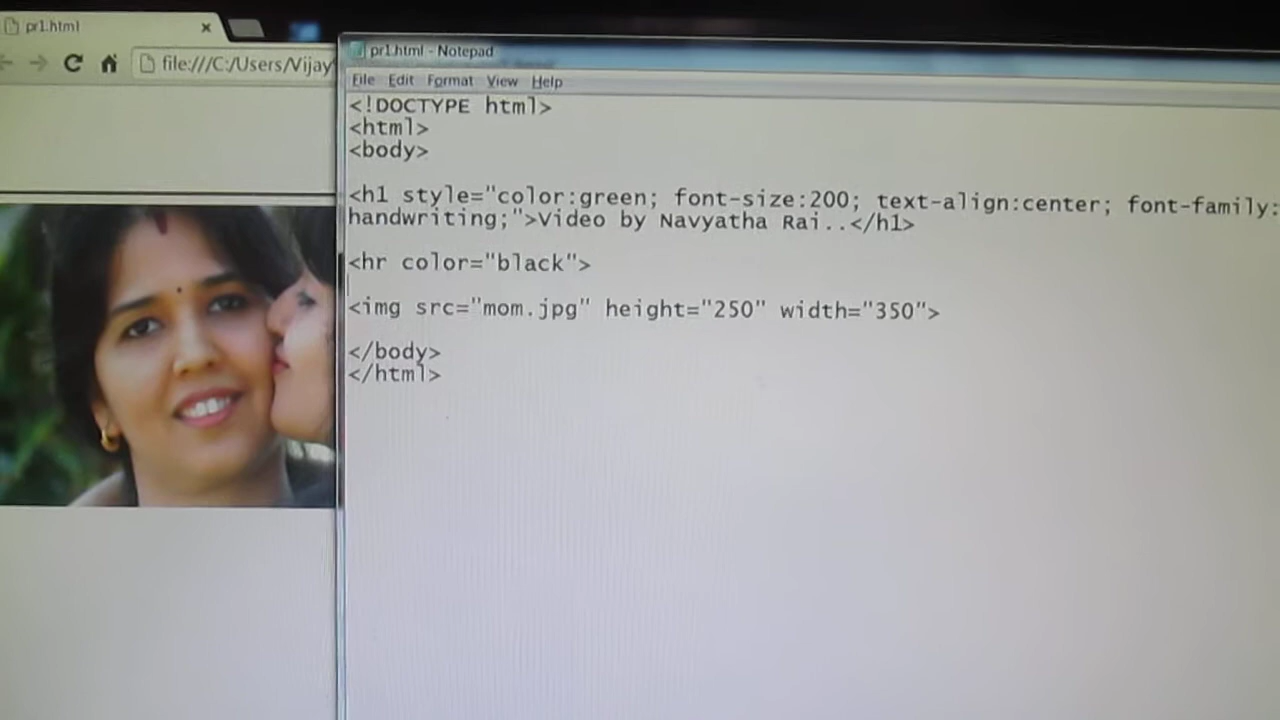 pr1.html
file:///C:/Users/Vijay
pr1.html - Notepad
File Edit Format View Help
<!DOCTYPE html>
<html>
<body>
<h1 style="color:green; font-size:200; text-align:center; font-family:
handwriting;">Video by Navyatha Rai..</h1>
<hr color="black">
<img src="mom.jpg" height="250" width="350">
</body>
</html>